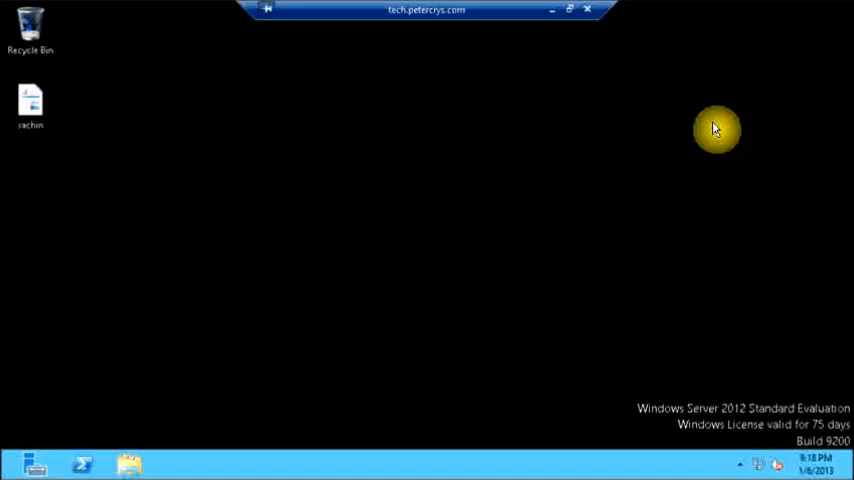 tech.petercrys.com
Recycle Bin
rachin
Windows Server 2012 Standard Evaluation
Windows License valid for 75 days
Build 9200
9:18 PM
1/6/2013